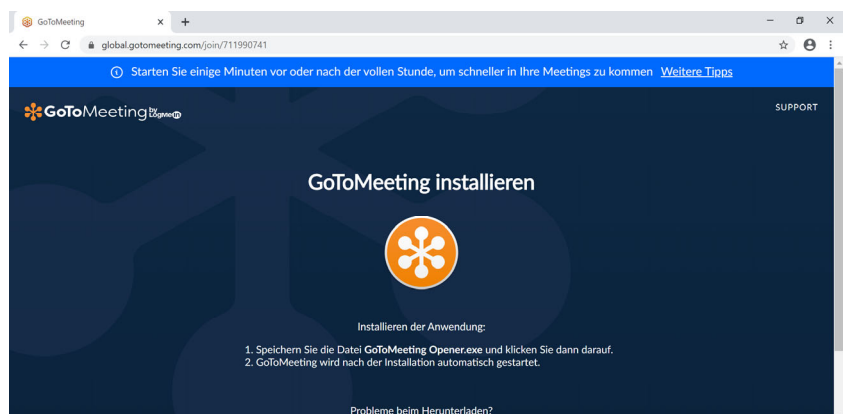 GoToMeeting
global.gotomeeting.com/join/711990741
Starten Sie einige Minuten vor oder nach der vollen Stunde, um schneller in Ihre Meetings zu kommen Weitere Tipps
GoToMeeting by LogMeIn
SUPPORT
GoToMeeting installieren
Installieren der Anwendung:
1. Speichern Sie die Datei GoToMeeting Opener.exe und klicken Sie dann darauf.
2. GoToMeeting wird nach der Installation automatisch gestartet.
Probleme beim Herunterladen?